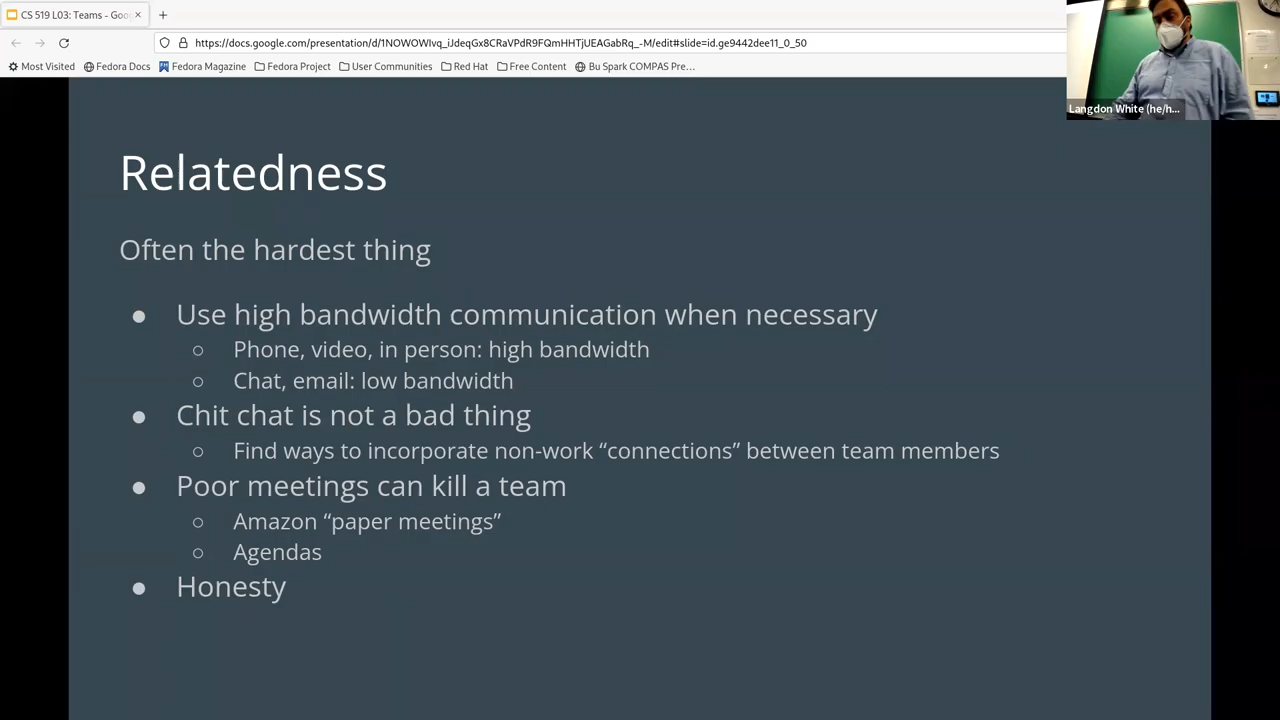 CS 519 L03: Teams - Goo
https://docs.google.com/presentation/d/1NOWOWIvq_iJdeqGx8CRaVPdR9FQmHHTjUEAGabRq_-M/edit#slide=id.ge9442dee11_0_50
Most Visited Fedora Docs Fedora Magazine Fedora Project User Communities Red Hat Free Content Bu Spark COMPAS Pre…
Langdon White (he/h...
Relatedness
Often the hardest thing
● Use high bandwidth communication when necessary
○ Phone, video, in person: high bandwidth
○ Chat, email: low bandwidth
● Chit chat is not a bad thing
○ Find ways to incorporate non-work “connections” between team members
● Poor meetings can kill a team
○ Amazon “paper meetings”
○ Agendas
● Honesty